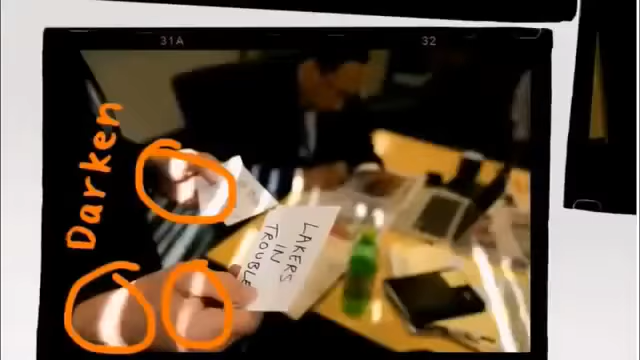 31A
32
Darken
LAKERS
IN
TROUBLE